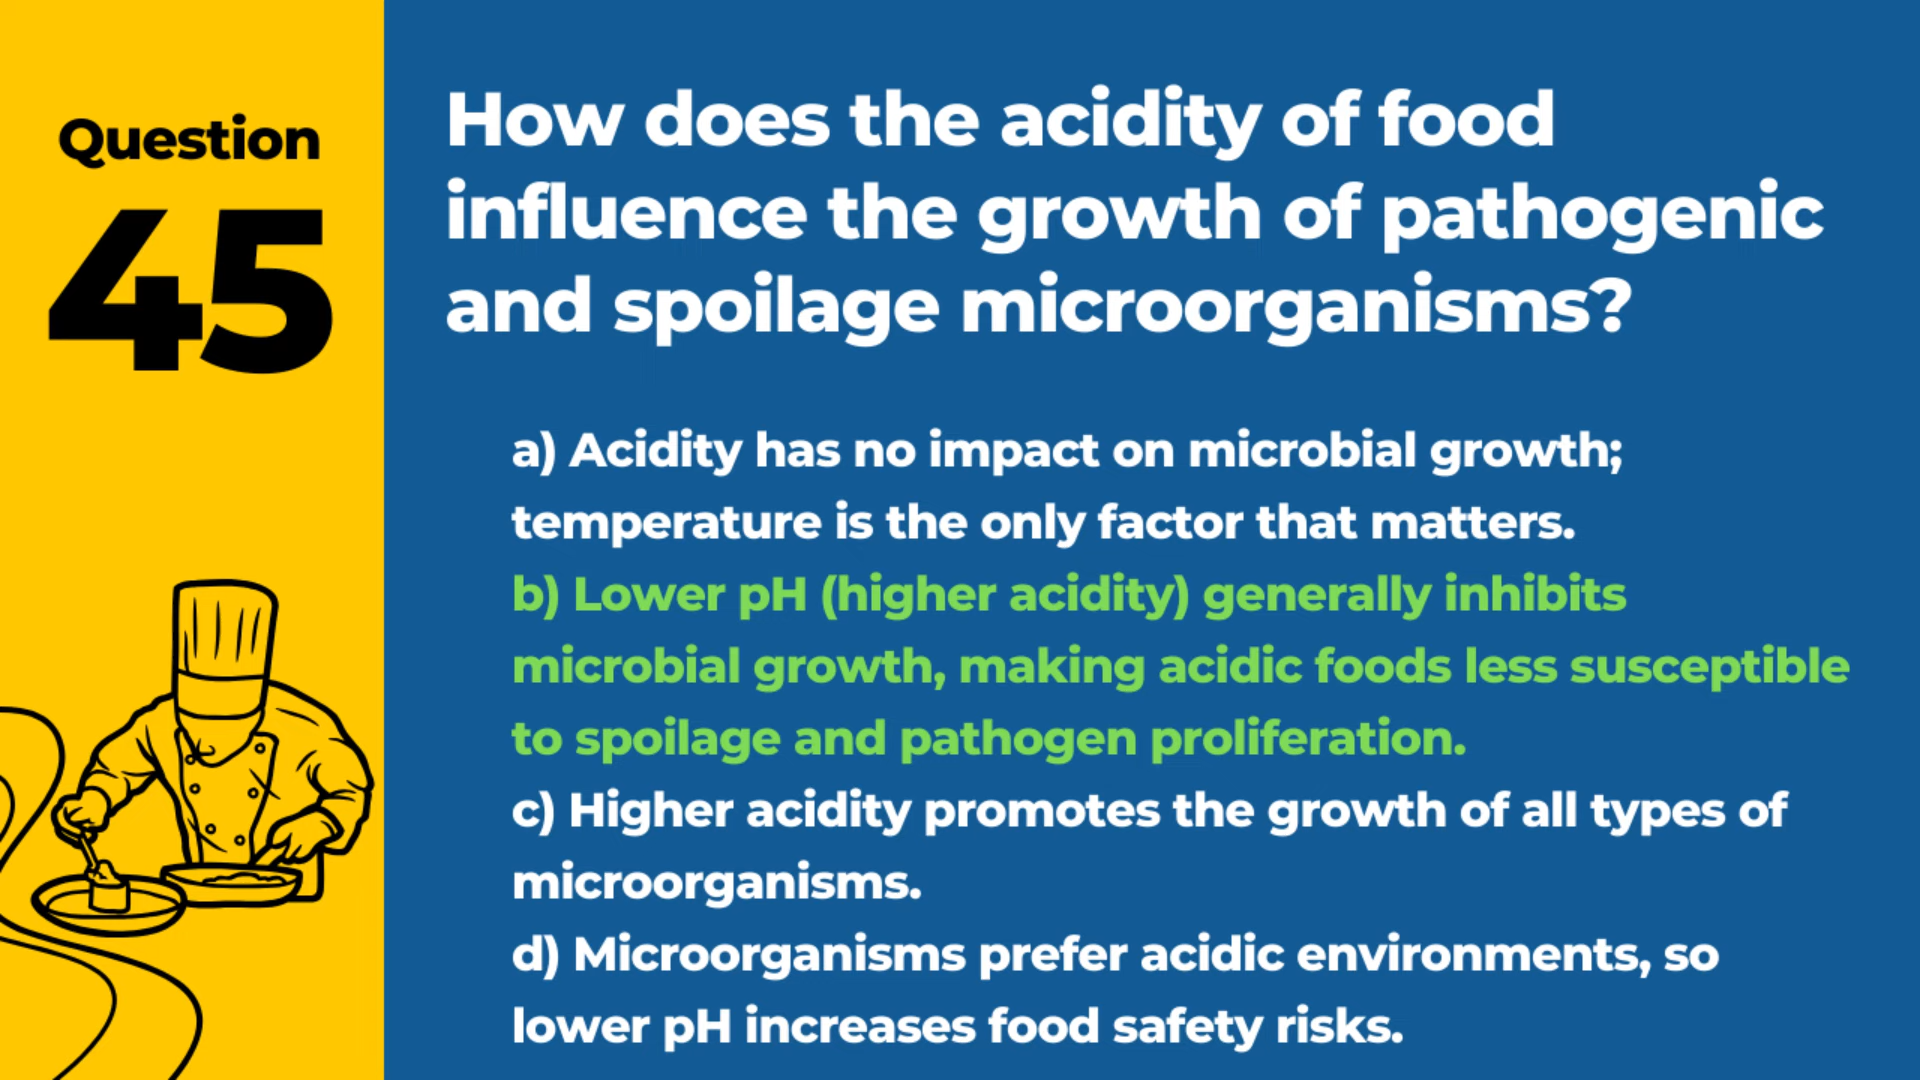 Question
45
How does the acidity of food
influence the growth of pathogenic
and spoilage microorganisms?
a) Acidity has no impact on microbial growth;
temperature is the only factor that matters.
b) Lower pH (higher acidity) generally inhibits
microbial growth, making acidic foods less susceptible
to spoilage and pathogen proliferation.
c) Higher acidity promotes the growth of all types of
microorganisms.
d) Microorganisms prefer acidic environments, so
lower pH increases food safety risks.